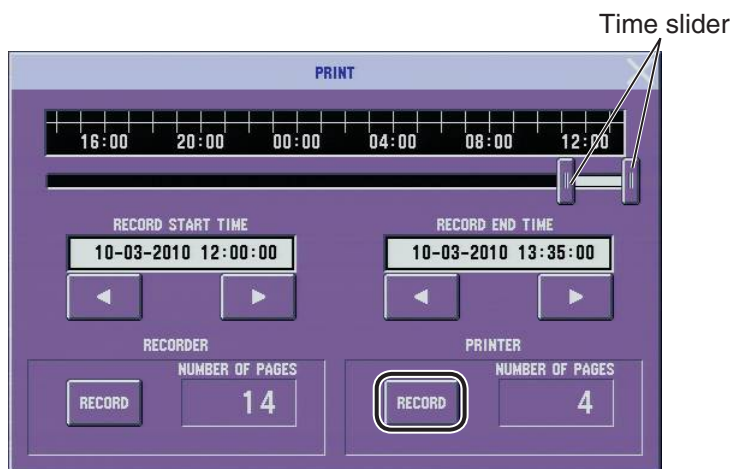 Time slider
PRINT
16:00 20:00 00:00 04:00 08:00 12:00
RECORD START TIME RECORD END TIME
10-03-2010 12:00:00 10-03-2010 13:35:00
RECORDER PRINTER
NUMBER OF PAGES NUMBER OF PAGES
RECORD 14 RECORD 4